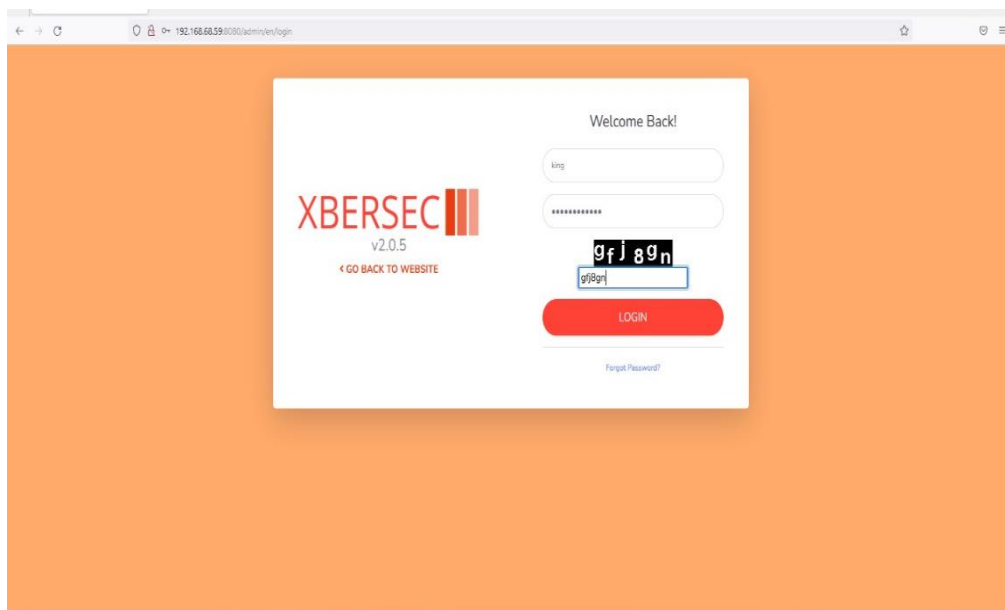 192.168.68.59:8080/admin/en/login
Welcome Back!
king
XBERSEC
v2.0.5
< GO BACK TO WEBSITE
••••••••••••
gfj8gn
gfj8gn
LOGIN
Forgot Password?